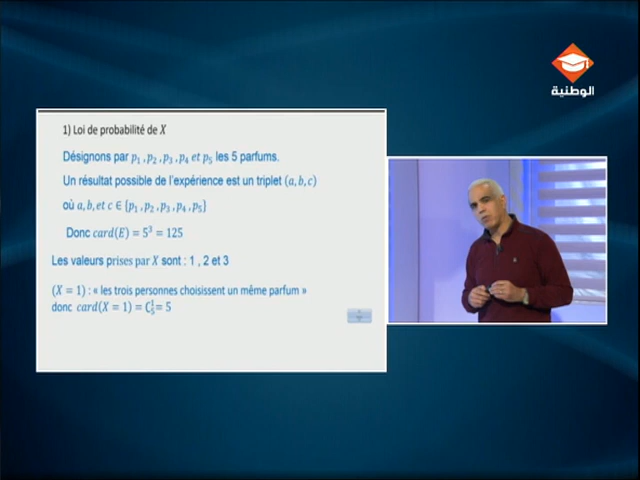 الوطنية
1) Loi de probabilité de X
Désignons par p₁ , p₂ , p₃ , p₄ et p₅ les 5 parfums.
Un résultat possible de l'expérience est un triplet (a, b, c)
où a, b, et c ∈ {p₁ , p₂ , p₃ , p₄ , p₅}
Donc card(E) = 5³ = 125
Les valeurs prises par X sont : 1 , 2 et 3
(X = 1) : « les trois personnes choisissent un même parfum »
donc card(X = 1) = C₅¹= 5